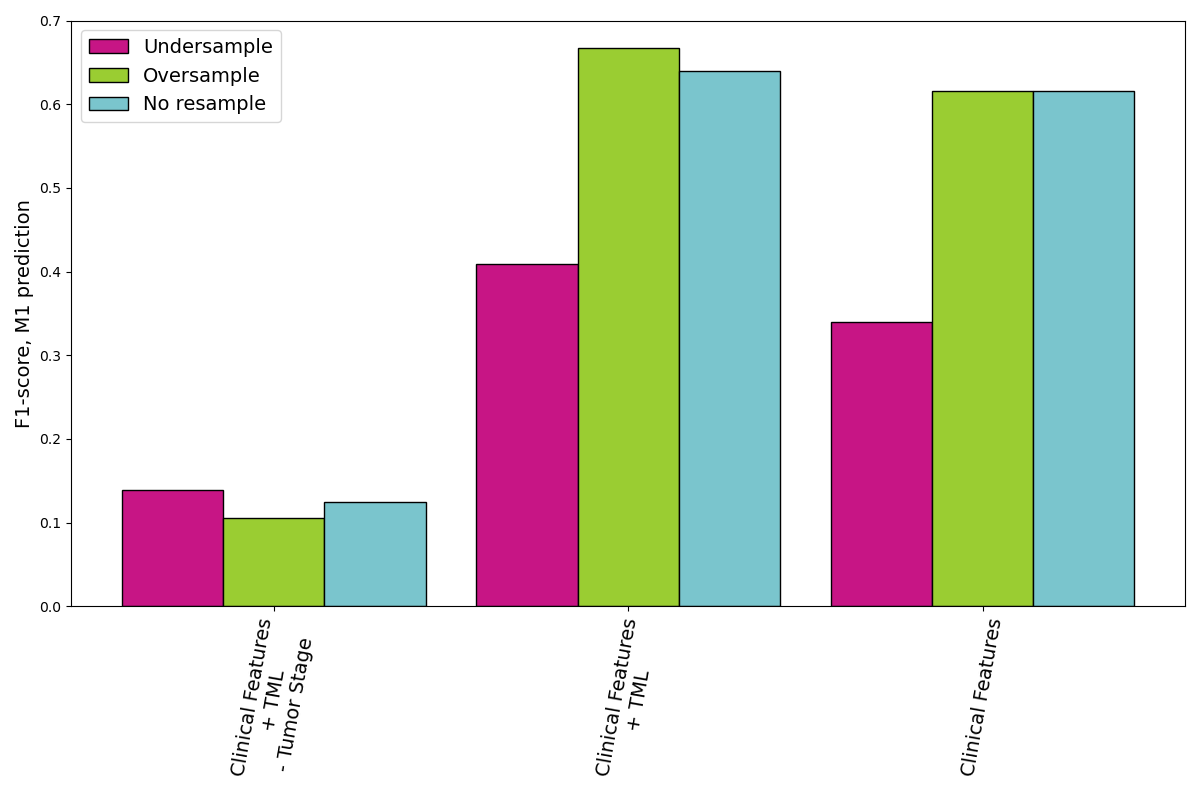 Undersample
Oversample
No resample
F1-score, M1 prediction
0.7
0.6
0.5
0.4
0.3
0.2
0.1
0.0
Clinical Features
+ TML
- Tumor Stage
Clinical Features
+ TML
Clinical Features